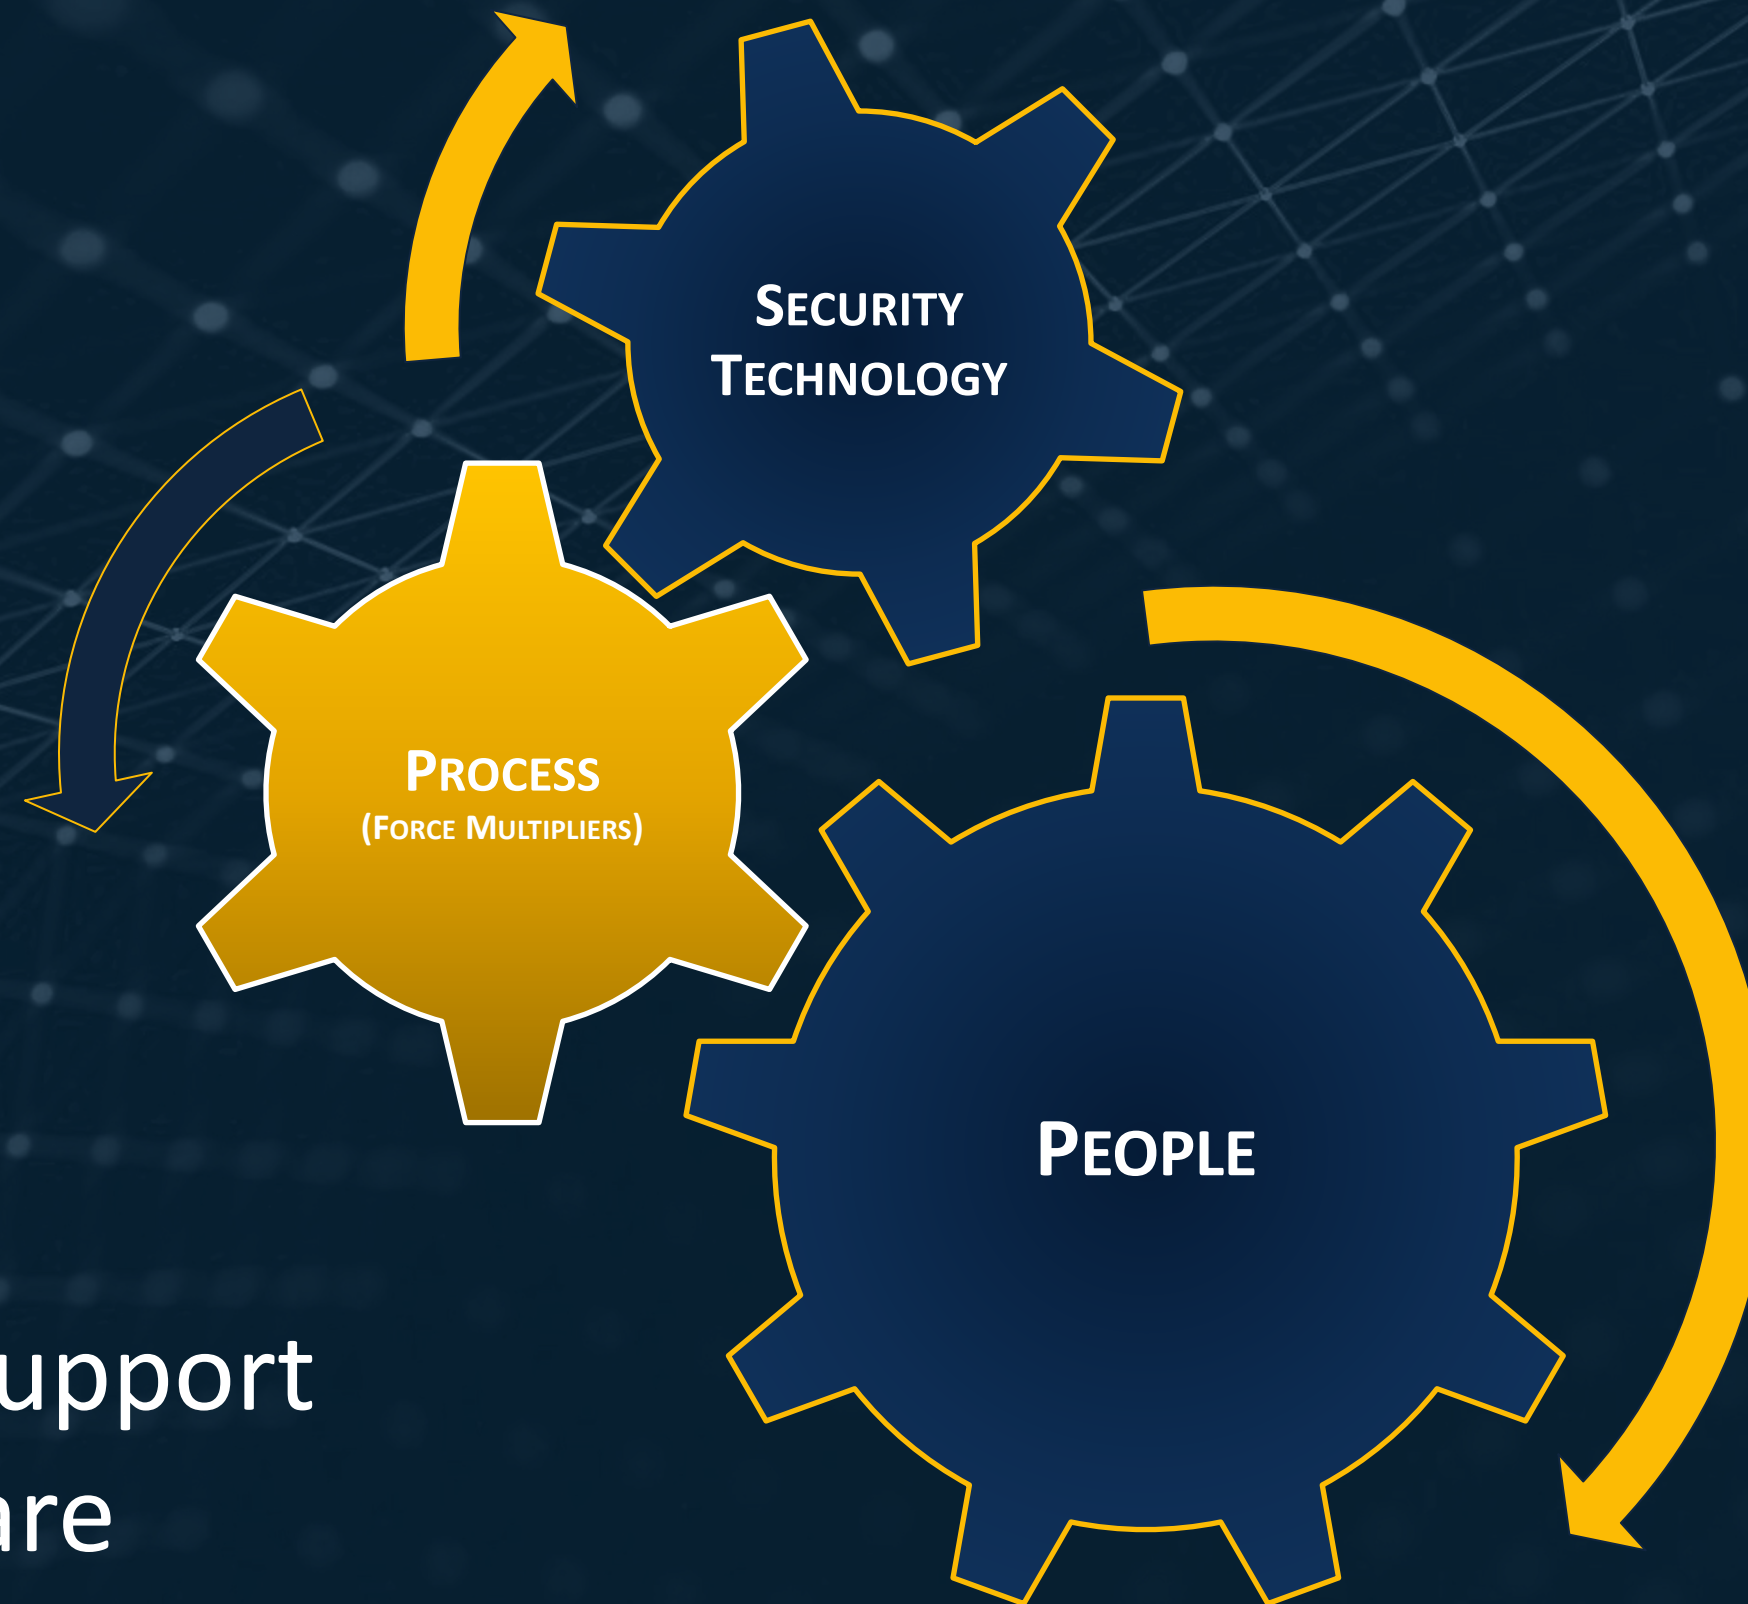 SECURITY
TECHNOLOGY
PROCESS
(FORCE MULTIPLIERS)
PEOPLE
upport
are